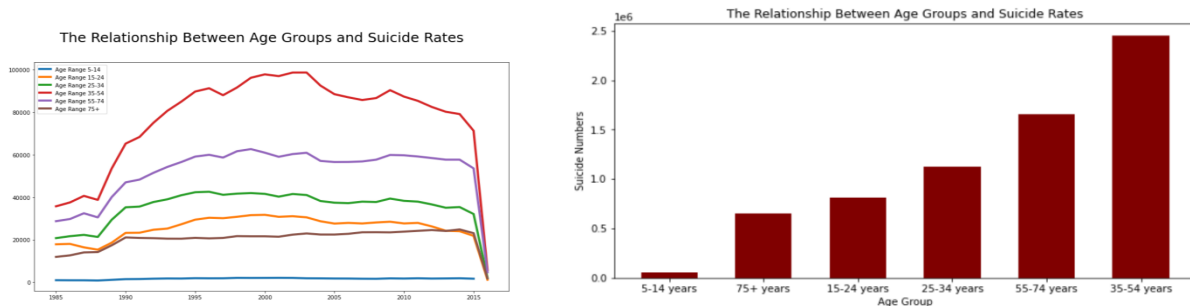 The Relationship Between Age Groups and Suicide Rates
100000
80000
60000
40000
20000
0
Age Range 5-14
Age Range 15-24
Age Range 25-34
Age Range 35-54
Age Range 55-74
Age Range 75+
1985 1990 1995 2000 2005 2010 2015
The Relationship Between Age Groups and Suicide Rates
1e6
2.5
2.0
1.5
1.0
0.5
0.0
Suicide Numbers
5-14 years 75+ years 15-24 years 25-34 years 55-74 years 35-54 years
Age Group